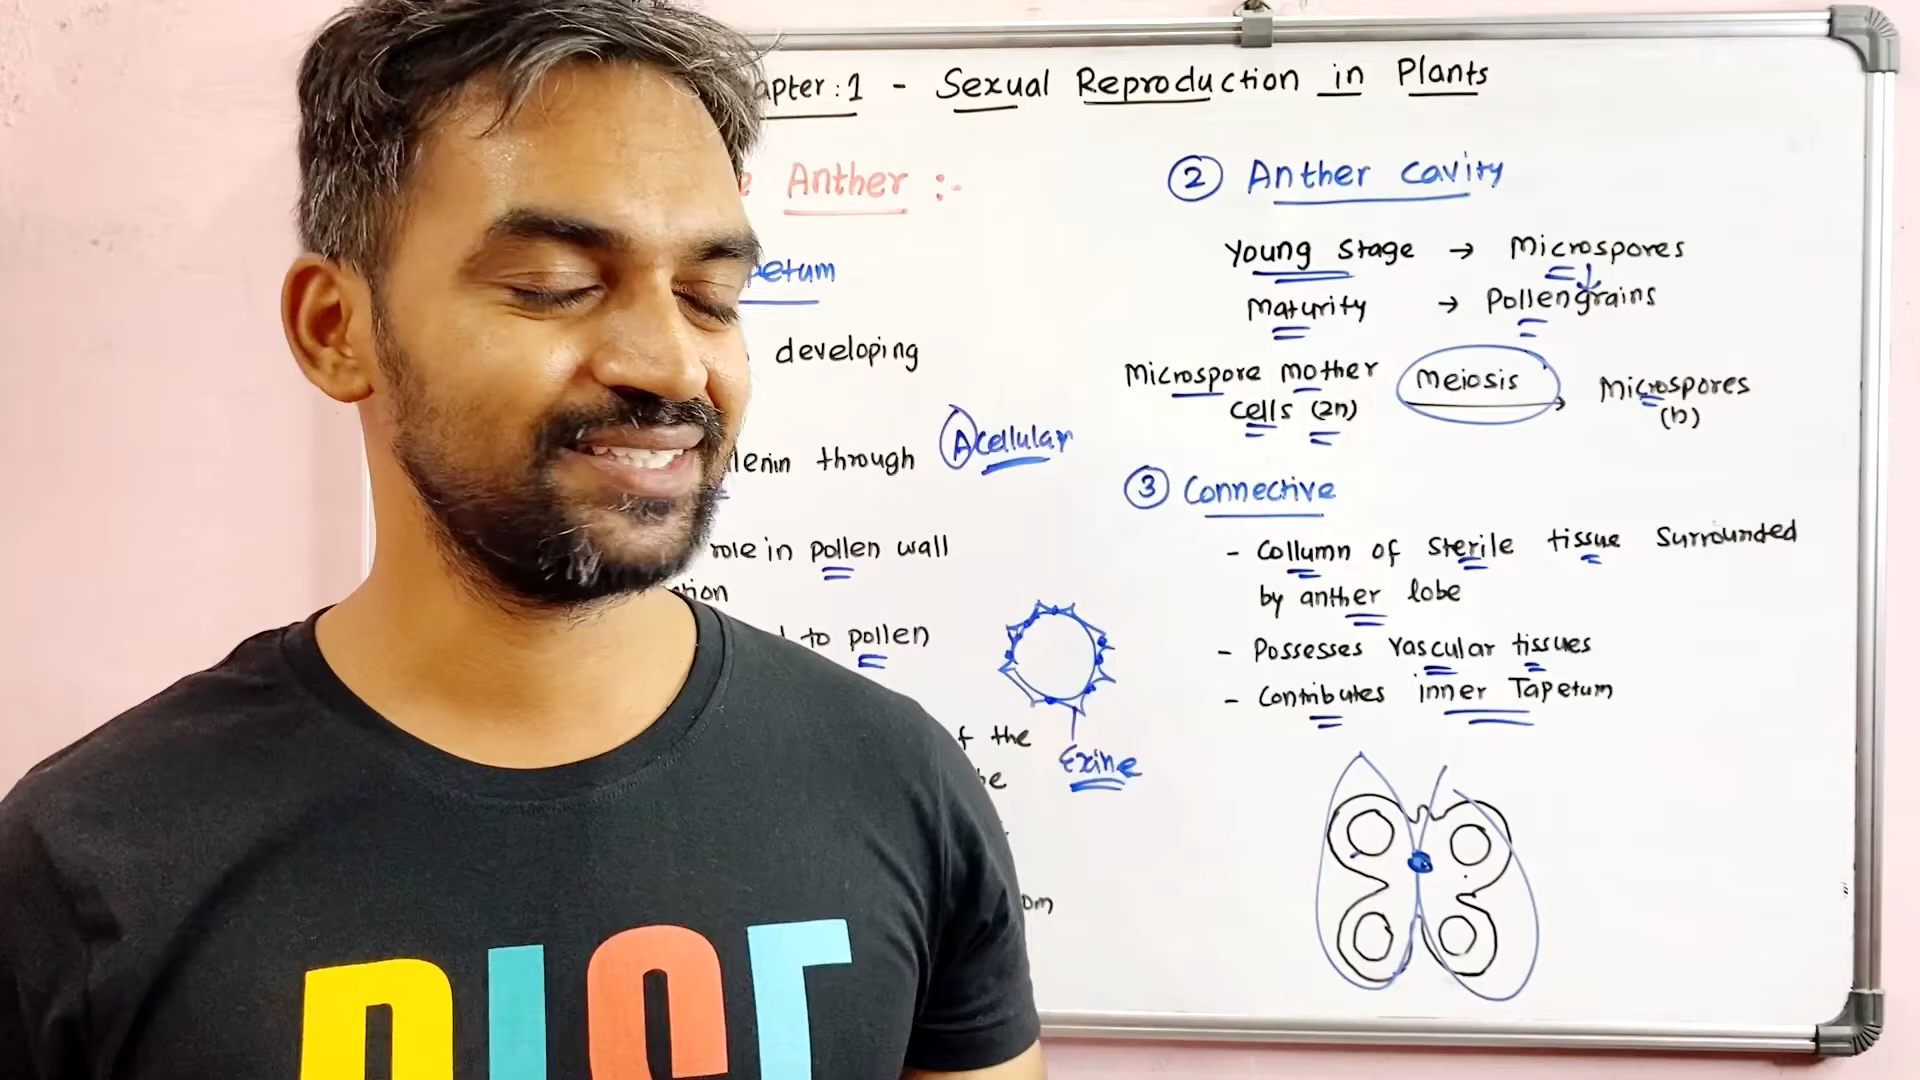 apter : 1 - Sexual Reproduction in Plants
Anther :-
developing
through Acellular
role in pollen wall
to pollen
f the
Exine
② Anther cavity
Young Stage → Microspores
Maturity → Pollengrains
Microspore mother Meiosis Microspores
cells (2n) (n)
③ Connective
- Collumn of Sterile tissue Surrounded
by anther lobe
- Possesses vascular tissues
- Contributes inner Tapetum